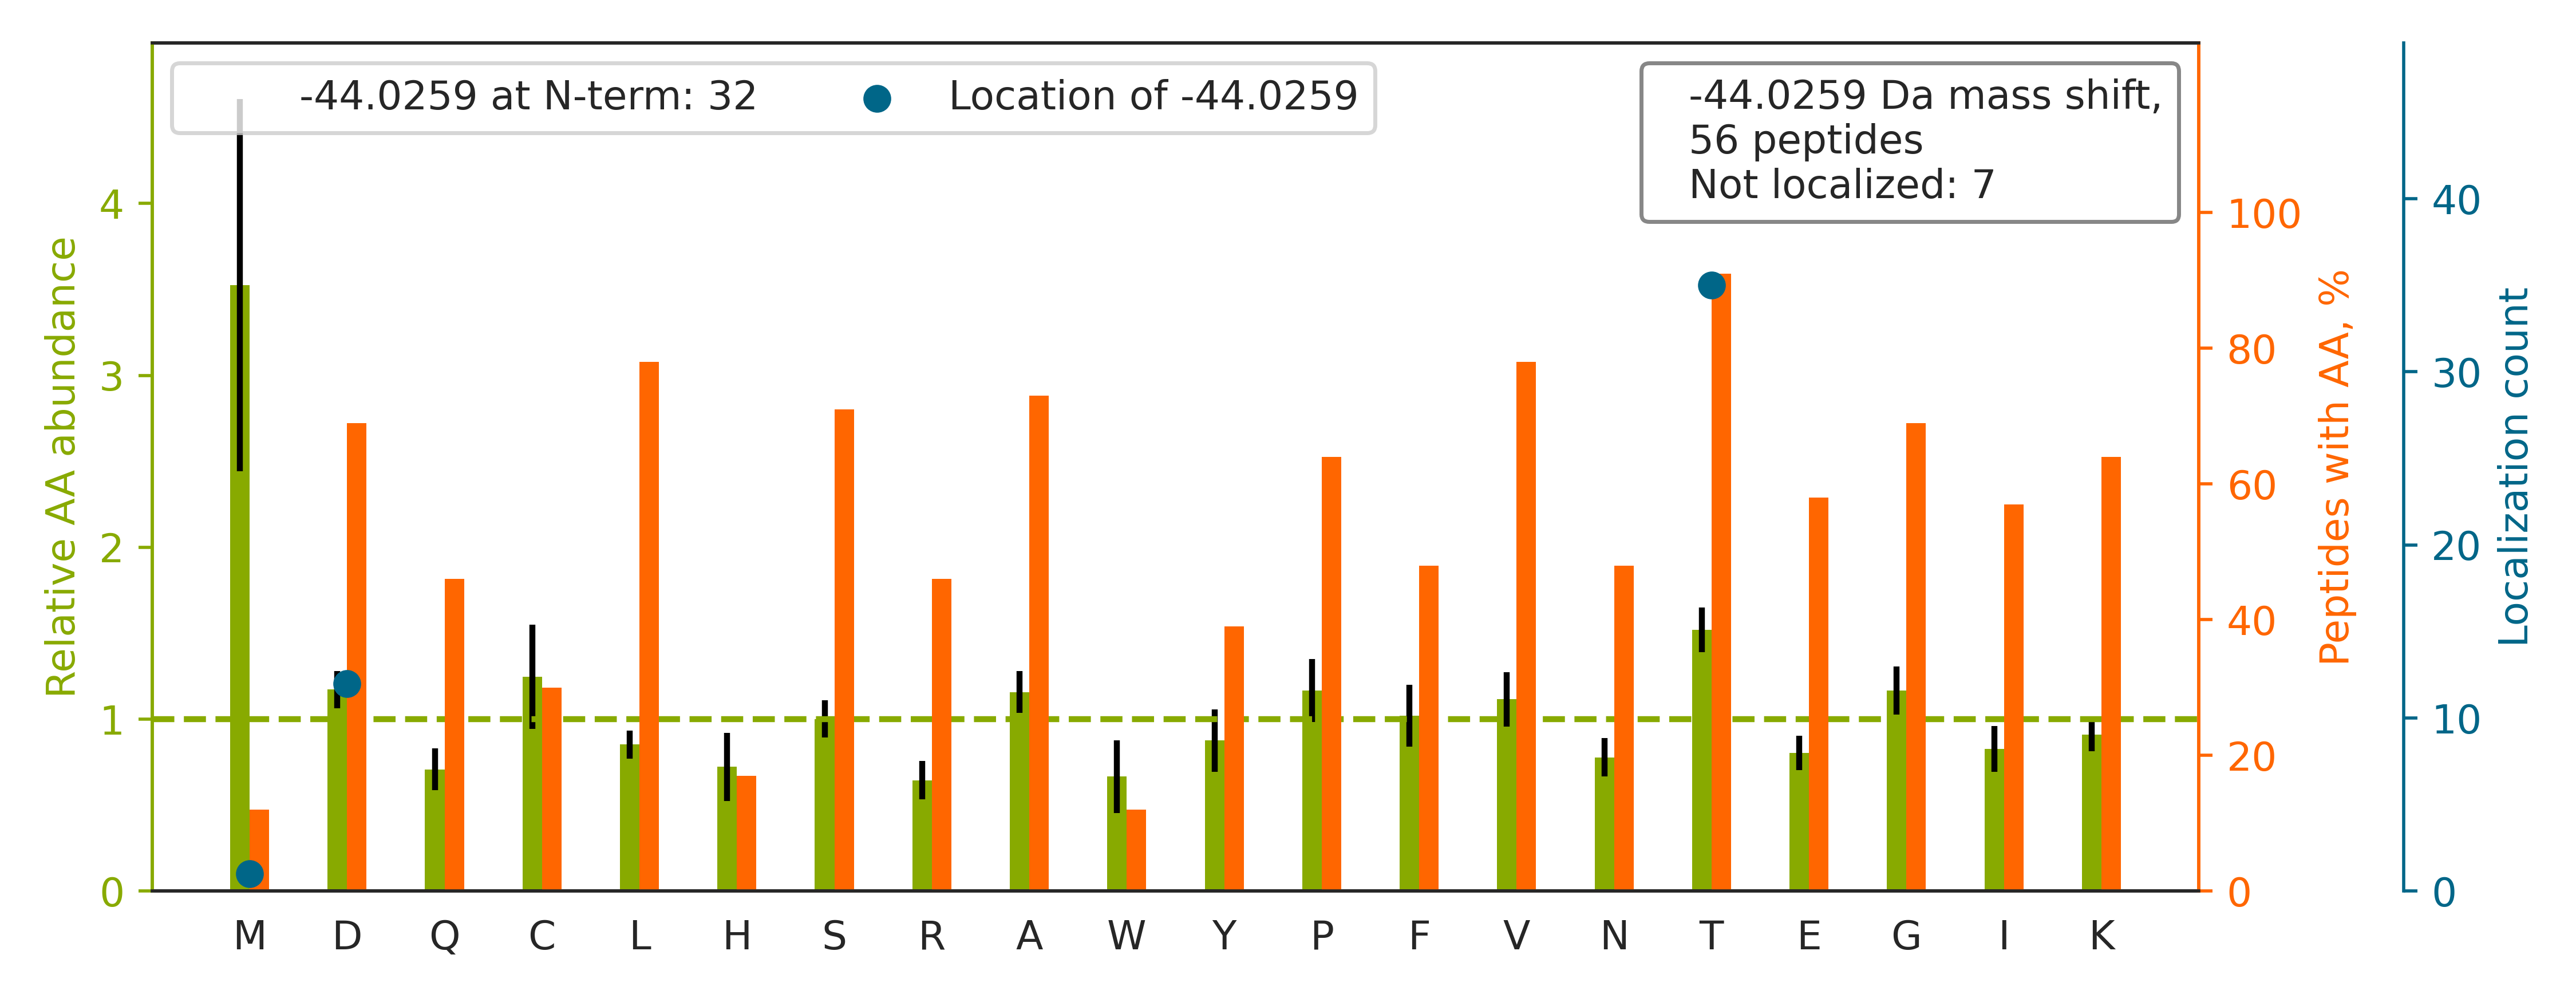 -44.0259 at N-term: 32
Location of -44.0259
-44.0259 Da mass shift,
56 peptides
Not localized: 7
Relative AA abundance
4
3
2
1
0
100
80
60
40
20
0
Peptides with AA, %
40
30
20
10
0
Localization count
M D Q C L H S R A W Y P F V N T E G I K